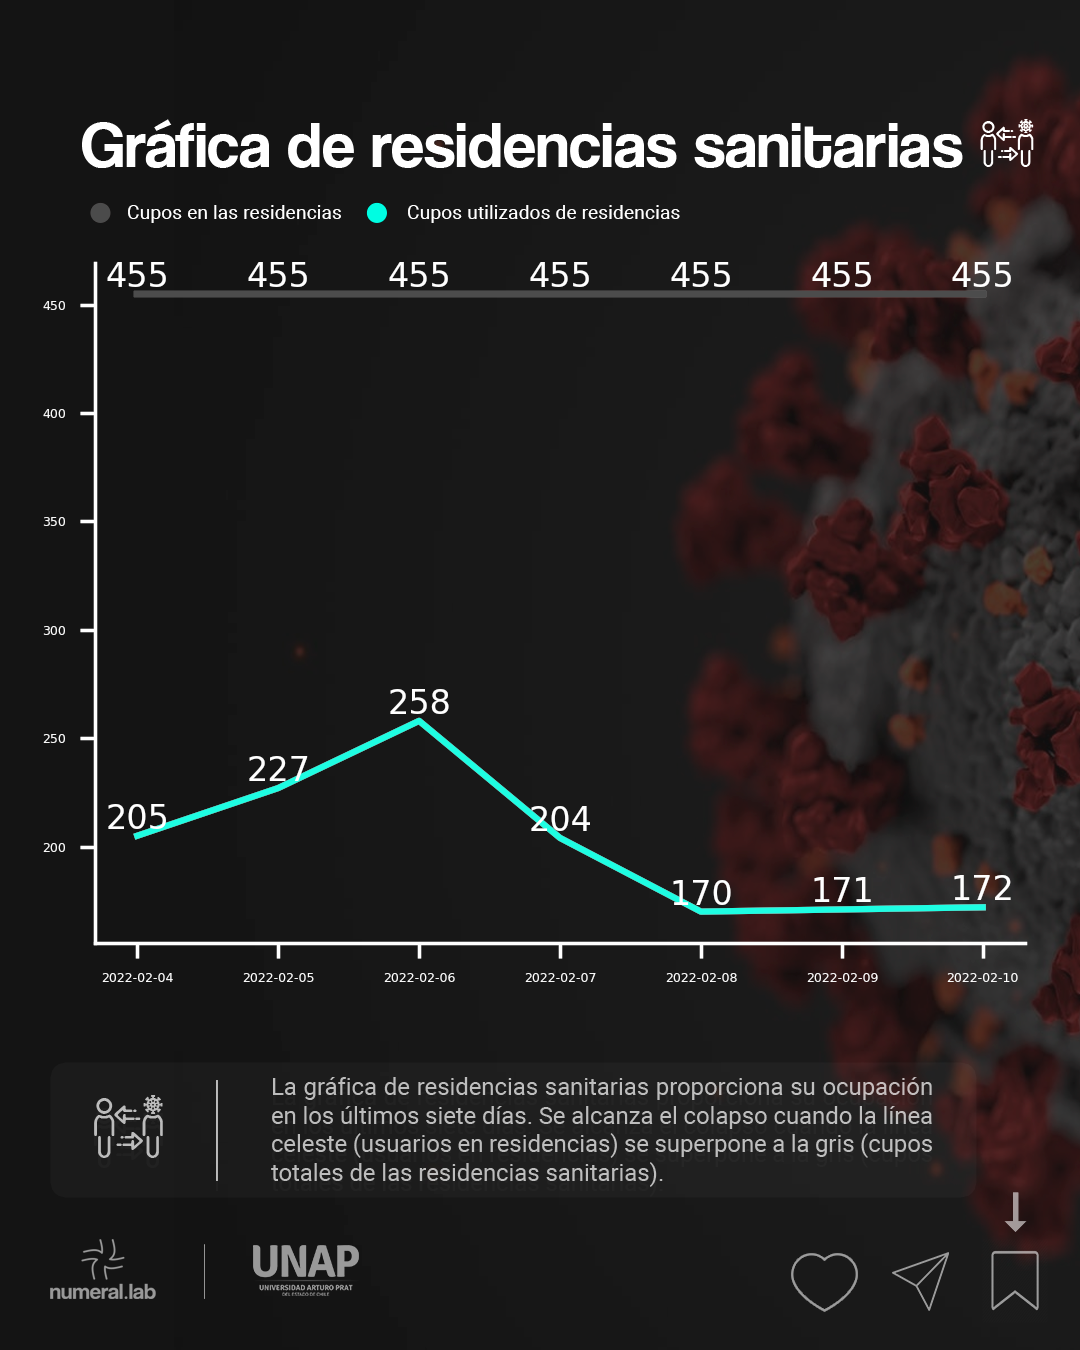 Gráfica de residencias sanitarias
Cupos en las residencias
Cupos utilizados de residencias
455 455 455 455 455 455 455
450
400
350
300
250
200
258
227
205
204
170
171
172
2022-02-04 2022-02-05 2022-02-06 2022-02-07 2022-02-08 2022-02-09 2022-02-10
La gráfica de residencias sanitarias proporciona su ocupación
en los últimos siete días. Se alcanza el colapso cuando la línea
celeste (usuarios en residencias) se superpone a la gris (cupos
totales de las residencias sanitarias).
numeral.lab
UNAP
UNIVERSIDAD ARTURO PRAT
DEL ESTADO DE CHILE